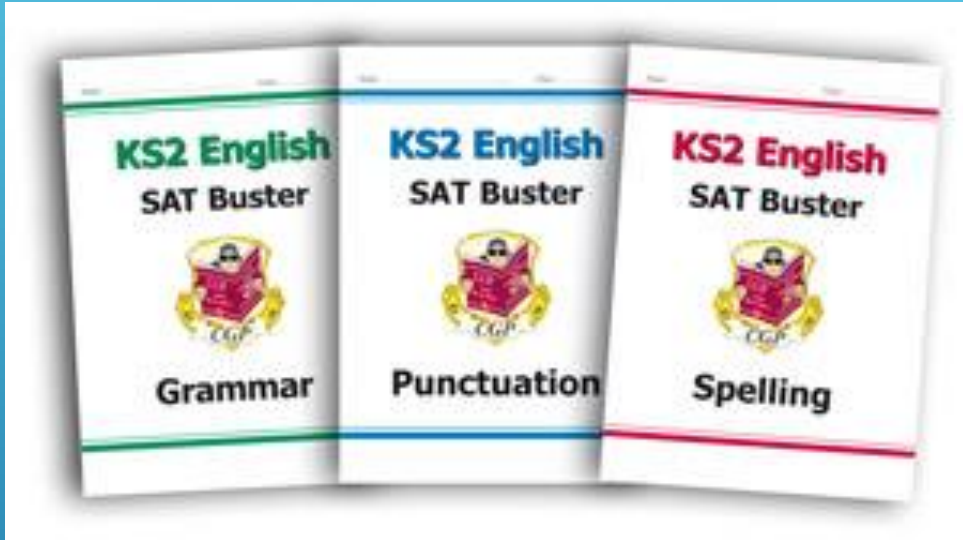 KS2 English
SAT Buster
CGP
Grammar
KS2 English
SAT Buster
CGP
Punctuation
KS2 English
SAT Buster
CGP
Spelling